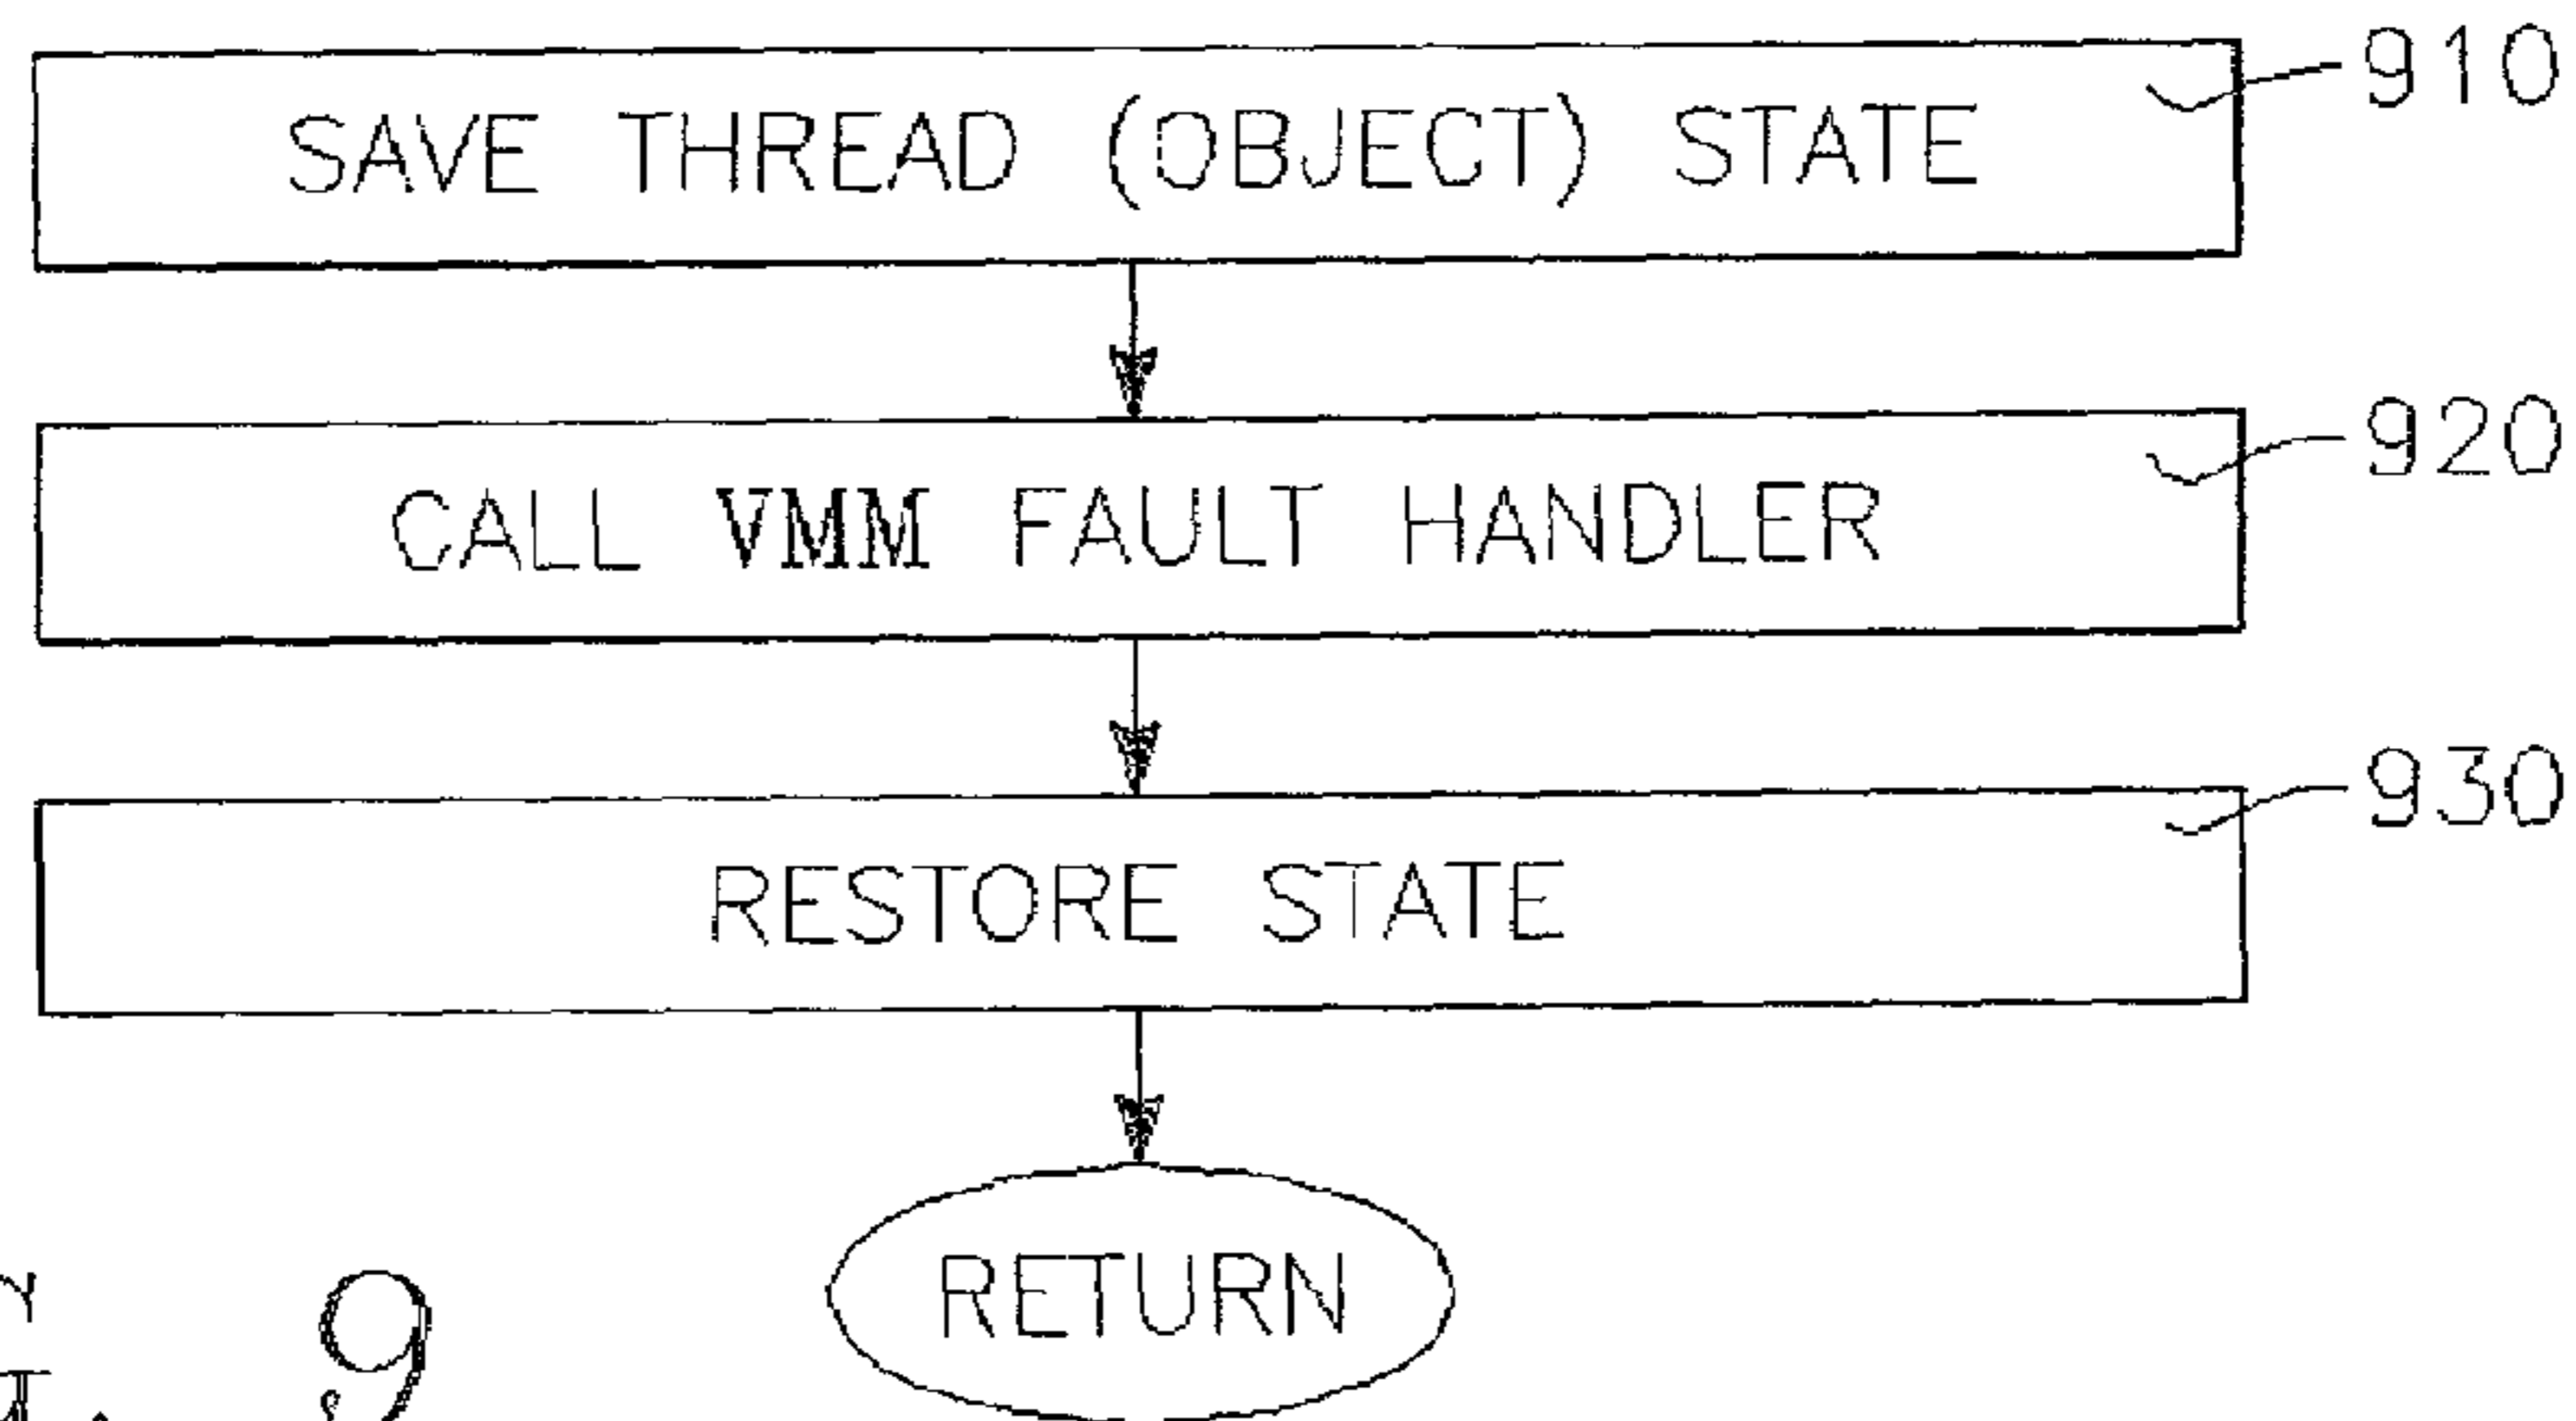 SAVE THREAD (OBJECT) STATE
910
CALL VMM FAULT HANDLER
920
RESTORE STATE
930
RETURN
9